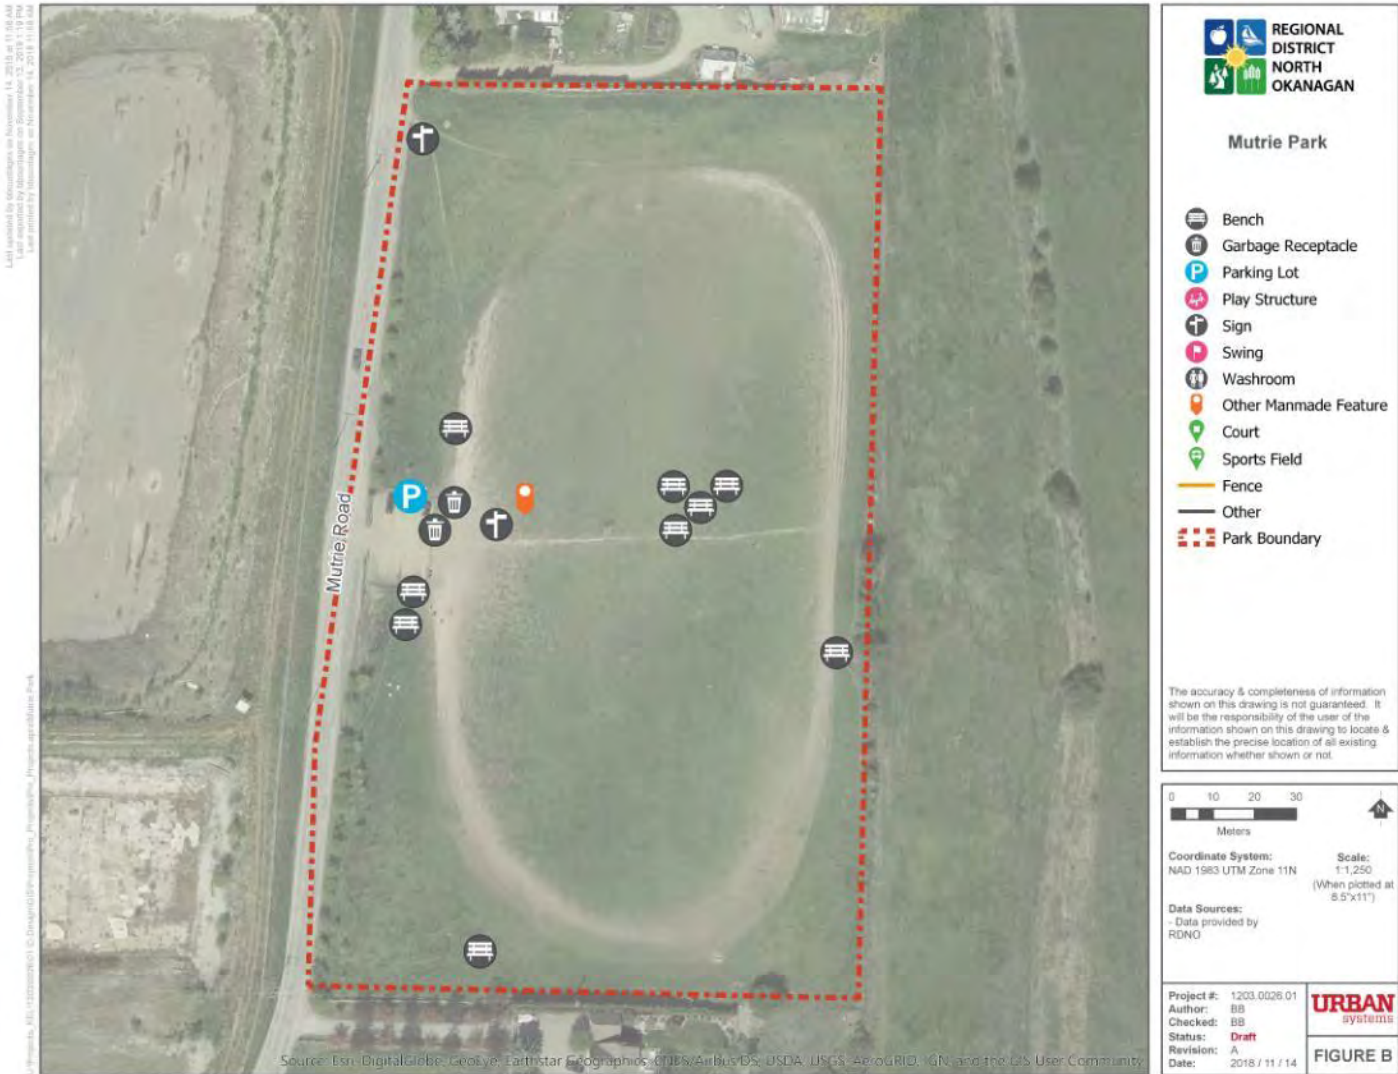 REGIONAL
DISTRICT
NORTH
OKANAGAN
Mutrie Park
Bench
Garbage Receptacle
P Parking Lot
Play Structure
Sign
Swing
Washroom
Other Manmade Feature
Court
Sports Field
Fence
Other
Park Boundary
P
Mutrie Road
The accuracy & completeness of information
shown on this drawing is not guaranteed. It
will be the responsibility of the user of the
information shown on this drawing to locate &
establish the precise location of all existing
information whether shown or not.
0 10 20 30
Meters
N
Coordinate System:
NAD 1983 UTM Zone 11N
Scale:
1:1,250
(When plotted at
8.5"x11")
Data Sources:
- Data provided by
RDNO
Project #: 1203.0026.01
Author: BB
Checked: BB
Status: Draft
Revision: A
Date: 2018 / 11 / 14
URBAN
systems
FIGURE B
Source: Esri, DigitalGlobe, GeoEye, Earthstar Geographics, CNES/Airbus DS, USDA, USGS, AeroGRID, IGN, and the GIS User Community